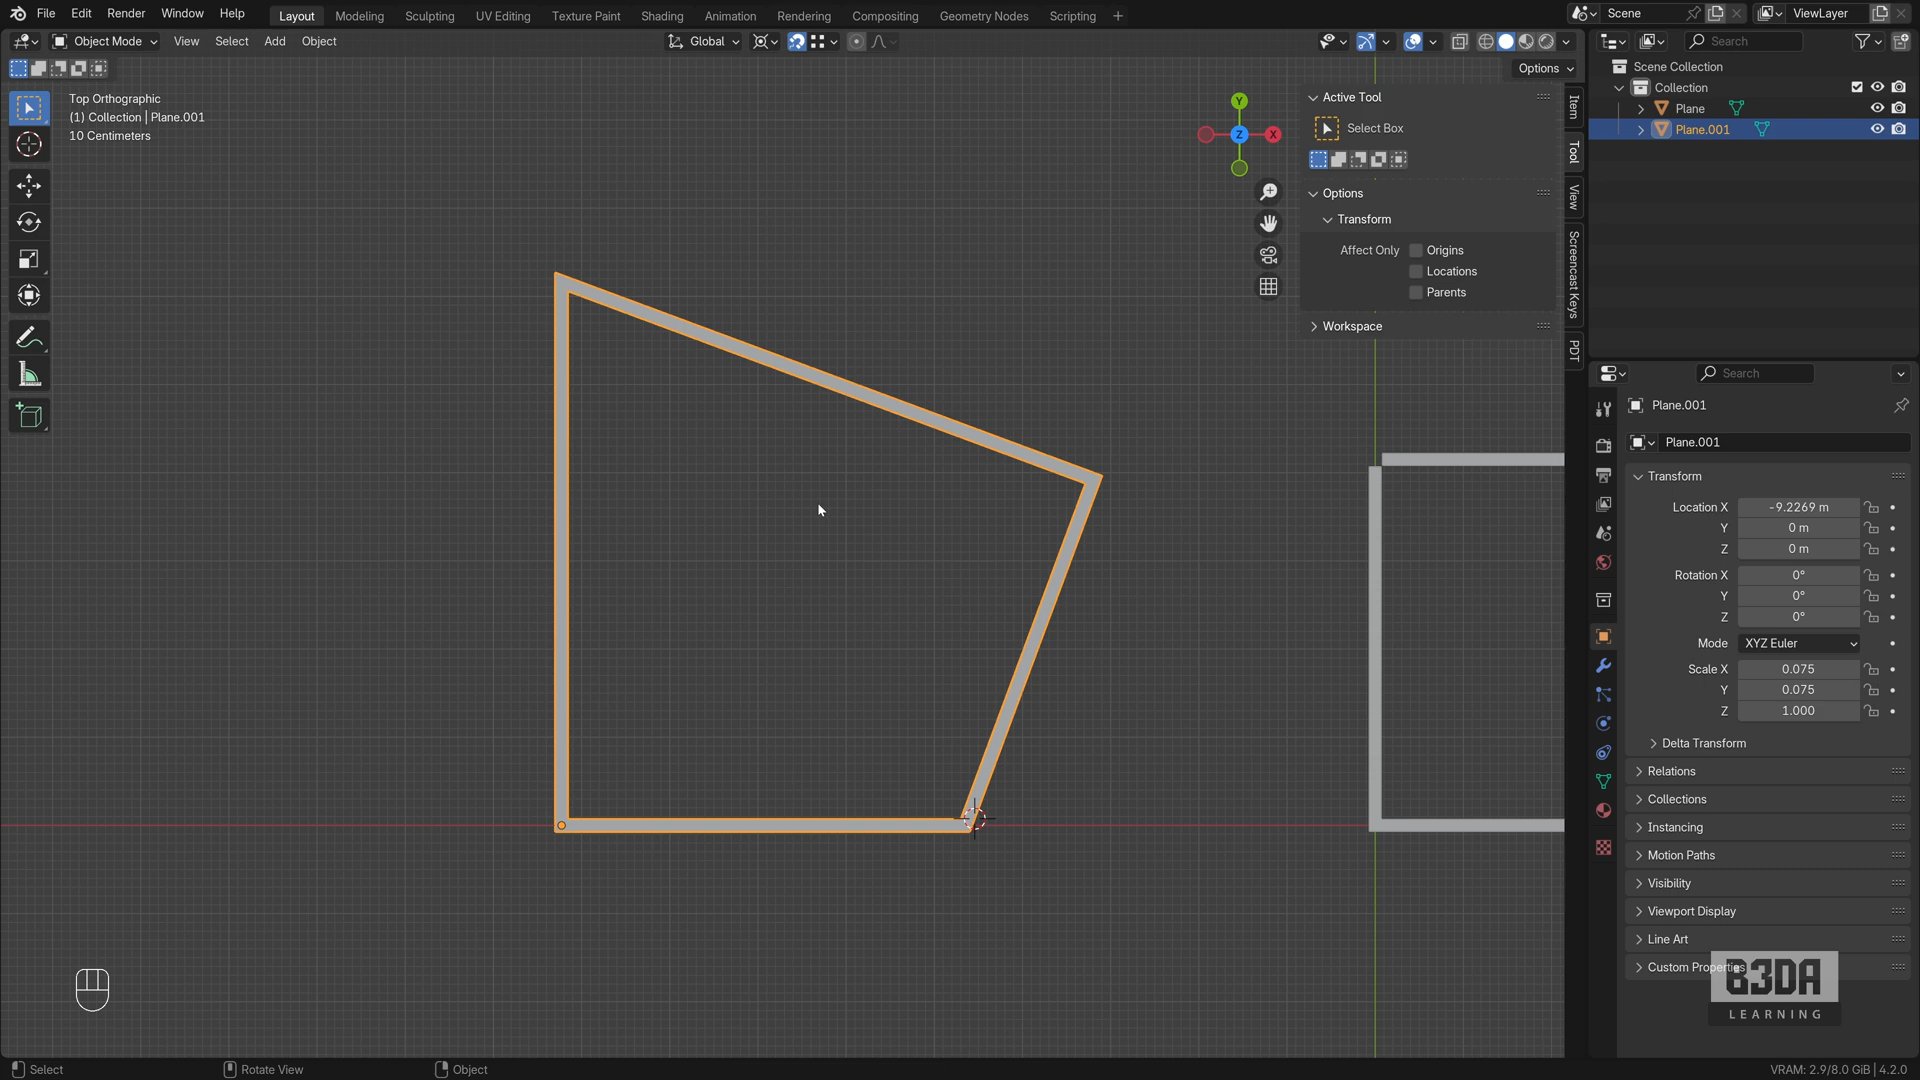 File Edit Render Window Help
Layout Modeling Sculpting UV Editing Texture Paint Shading Animation Rendering Compositing Geometry Nodes Scripting +
Scene
ViewLayer
Object Mode View Select Add Object
Global
Search
Options
Top Orthographic
(1) Collection | Plane.001
10 Centimeters
Y
X
Z
Active Tool
Select Box
Options
Transform
Affect Only Origins
Locations
Parents
Workspace
Item
Tool
View
Screencast Keys
PDT
Scene Collection
Collection
Plane
Plane.001
Search
Plane.001
Plane.001
Transform
Location X -9.2269 m
Y 0 m
Z 0 m
Rotation X 0°
Y 0°
Z 0°
Mode XYZ Euler
Scale X 0.075
Y 0.075
Z 1.000
Delta Transform
Relations
Collections
Instancing
Motion Paths
Visibility
Viewport Display
Line Art
Custom Properties
B3DA
LEARNING
Select
Rotate View
Object
VRAM: 2.9/8.0 GiB | 4.2.0